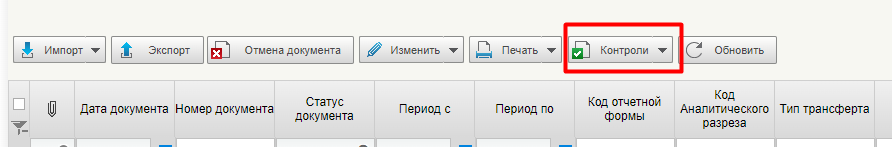 Импорт Экспорт Отмена документа Изменить Печать Контроли Обновить
Дата документа Номер документа Статус документа Период с Период по Код отчетной формы Код Аналитического разреза Тип трансферта